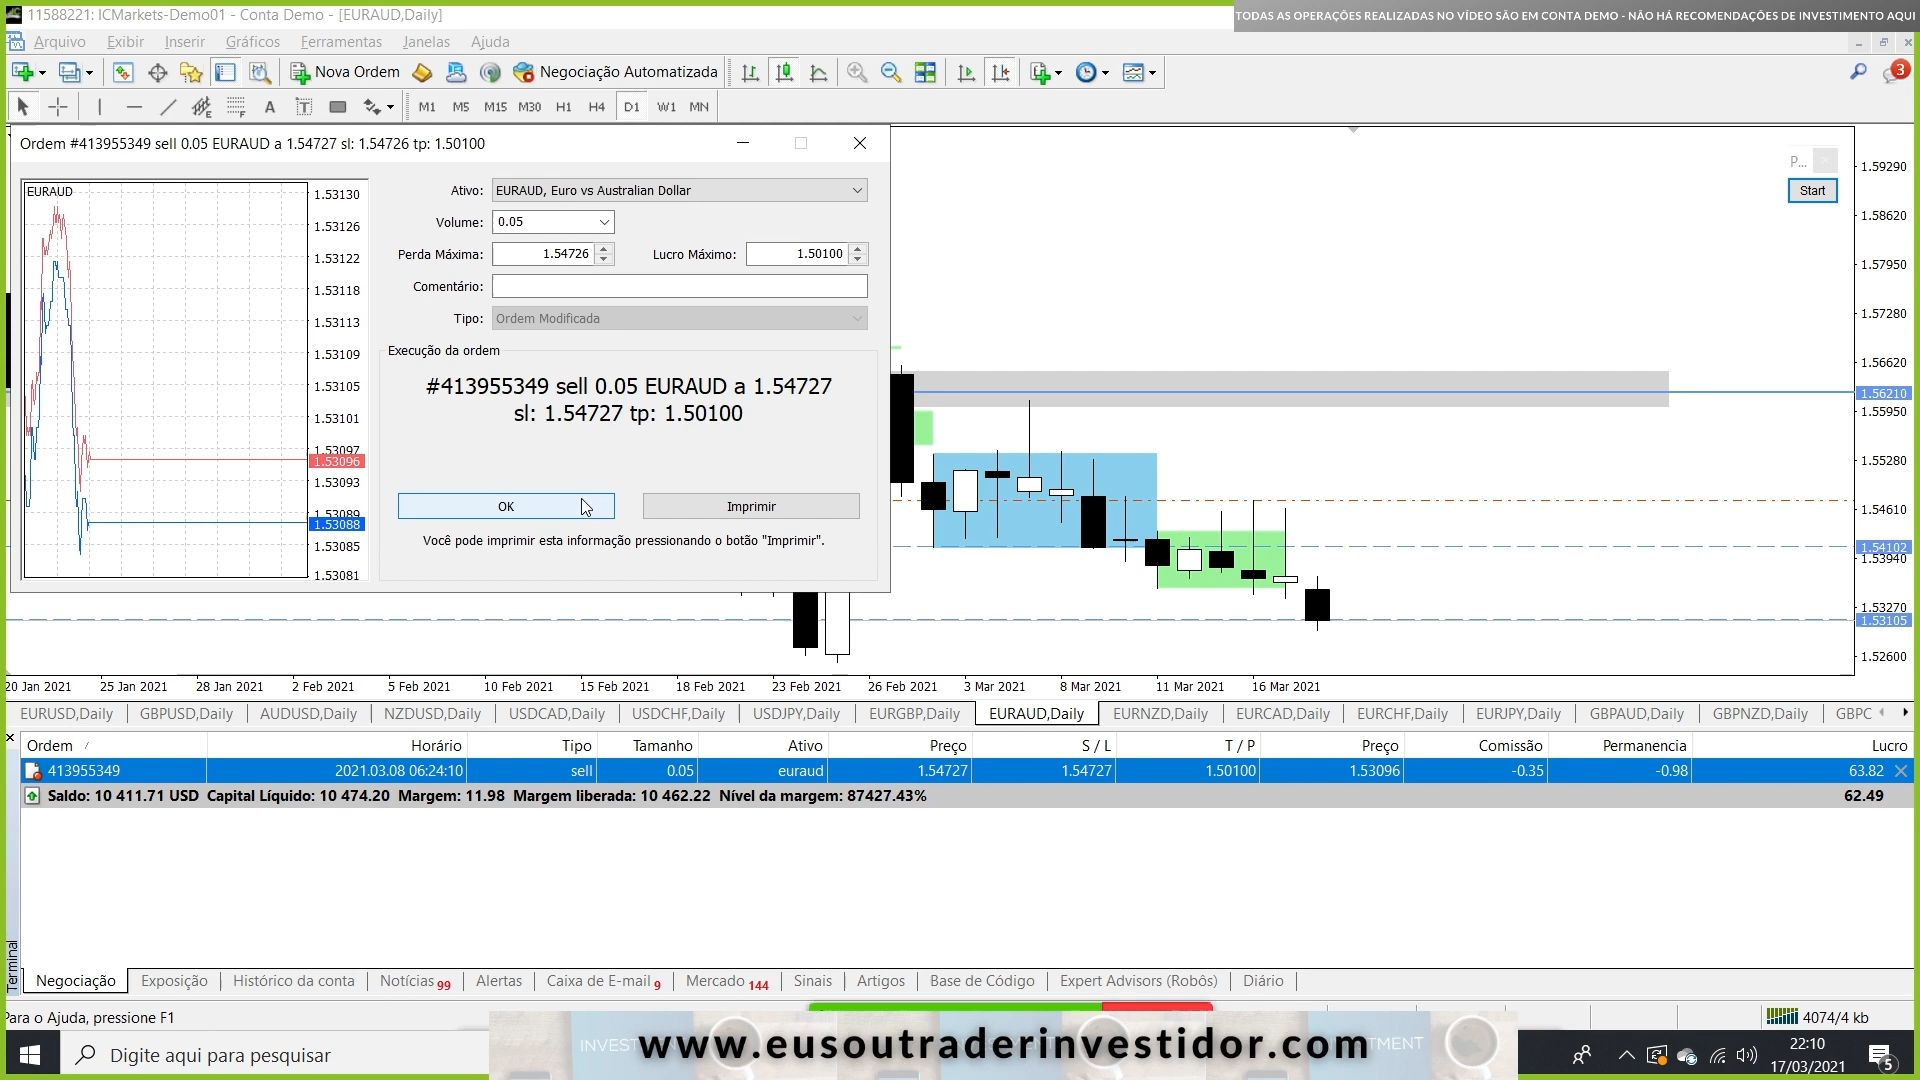 11588221: ICMarkets-Demo01 - Conta Demo - [EURAUD,Daily]
TODAS AS OPERAÇÕES REALIZADAS NO VÍDEO SÃO EM CONTA DEMO - NÃO HÁ RECOMENDAÇÕES DE INVESTIMENTO AQUI
Arquivo Exibir Inserir Gráficos Ferramentas Janelas Ajuda
Nova Ordem Negociação Automatizada 3
A T M1 M5 M15 M30 H1 H4 D1 W1 MN
Ordem #413955349 sell 0.05 EURAUD a 1.54727 sl: 1.54726 tp: 1.50100
EURAUD
1.53130
1.53126
1.53122
1.53118
1.53113
1.53109
1.53105
1.53101
1.53097
1.53096
1.53093
1.53089
1.53088
1.53085
1.53081
Ativo: EURAUD, Euro vs Australian Dollar
Volume: 0.05
Perda Máxima: 1.54726 Lucro Máximo: 1.50100
Comentário:
Tipo: Ordem Modificada
Execução da ordem
#413955349 sell 0.05 EURAUD a 1.54727
sl: 1.54727 tp: 1.50100
OK Imprimir
Você pode imprimir esta informação pressionando o botão "Imprimir".
P...
Start
1.59290
1.58620
1.57950
1.57280
1.56620
1.56210
1.55950
1.55280
1.54610
1.54102
1.53940
1.53270
1.53105
1.52600
20 Jan 2021 25 Jan 2021 28 Jan 2021 2 Feb 2021 5 Feb 2021 10 Feb 2021 15 Feb 2021 18 Feb 2021 23 Feb 2021 26 Feb 2021 3 Mar 2021 8 Mar 2021 11 Mar 2021 16 Mar 2021
EURUSD,Daily GBPUSD,Daily AUDUSD,Daily NZDUSD,Daily USDCAD,Daily USDCHF,Daily USDJPY,Daily EURGBP,Daily EURAUD,Daily EURNZD,Daily EURCAD,Daily EURCHF,Daily EURJPY,Daily GBPAUD,Daily GBPNZD,Daily GBPC
Ordem / Horário Tipo Tamanho Ativo Preço S / L T / P Preço Comissão Permanencia Lucro
413955349 2021.03.08 06:24:10 sell 0.05 euraud 1.54727 1.54727 1.50100 1.53096 -0.35 -0.98 63.82
Saldo: 10 411.71 USD Capital Líquido: 10 474.20 Margem: 11.98 Margem liberada: 10 462.22 Nível da margem: 87427.43% 62.49
Terminal
Negociação Exposição Histórico da conta Notícias 99 Alertas Caixa de E-mail 9 Mercado 144 Sinais Artigos Base de Código Expert Advisors (Robôs) Diário
Para o Ajuda, pressione F1
4074/4 kb
Digite aqui para pesquisar
www.eusoutraderinvestidor.com
22:10
17/03/2021
5